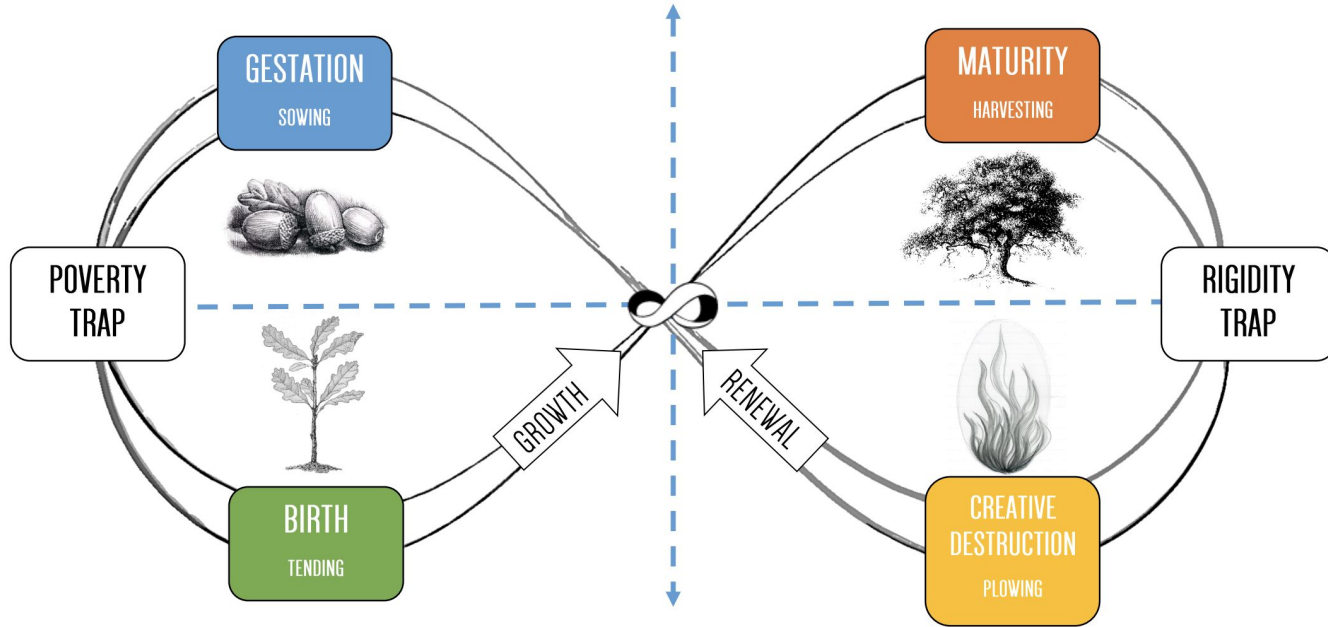 GESTATION
SOWING
MATURITY
HARVESTING
POVERTY
TRAP
RIGIDITY
TRAP
GROWTH
RENEWAL
BIRTH
TENDING
CREATIVE
DESTRUCTION
PLOWING